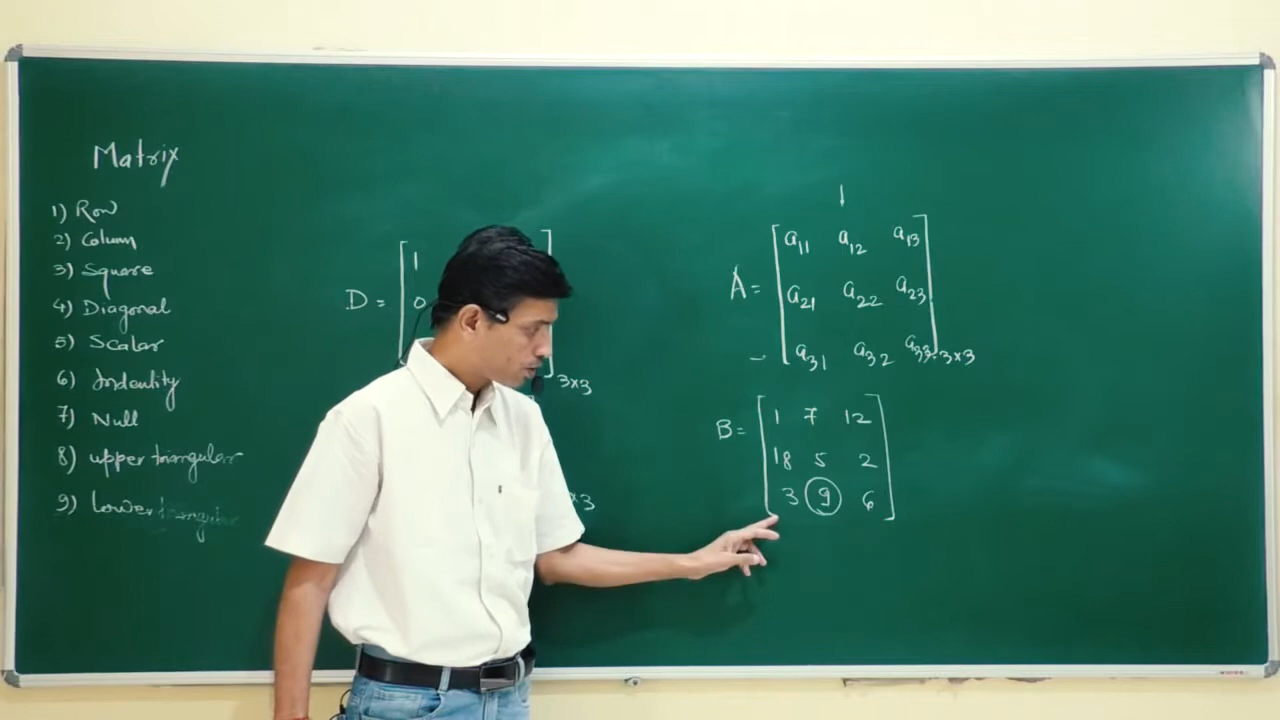 Matrix
1) Row
2) Column
3) Square
4) Diagonal
5) Scalar
6) Indentity
7) Null
8) upper triangular
9) Lower triangular
D = 1
0
3x3
x3
A = a11 a12 a13
a21 a22 a23
a31 a32 a33 3x3
B = 1 7 12
18 5 2
3 9 6